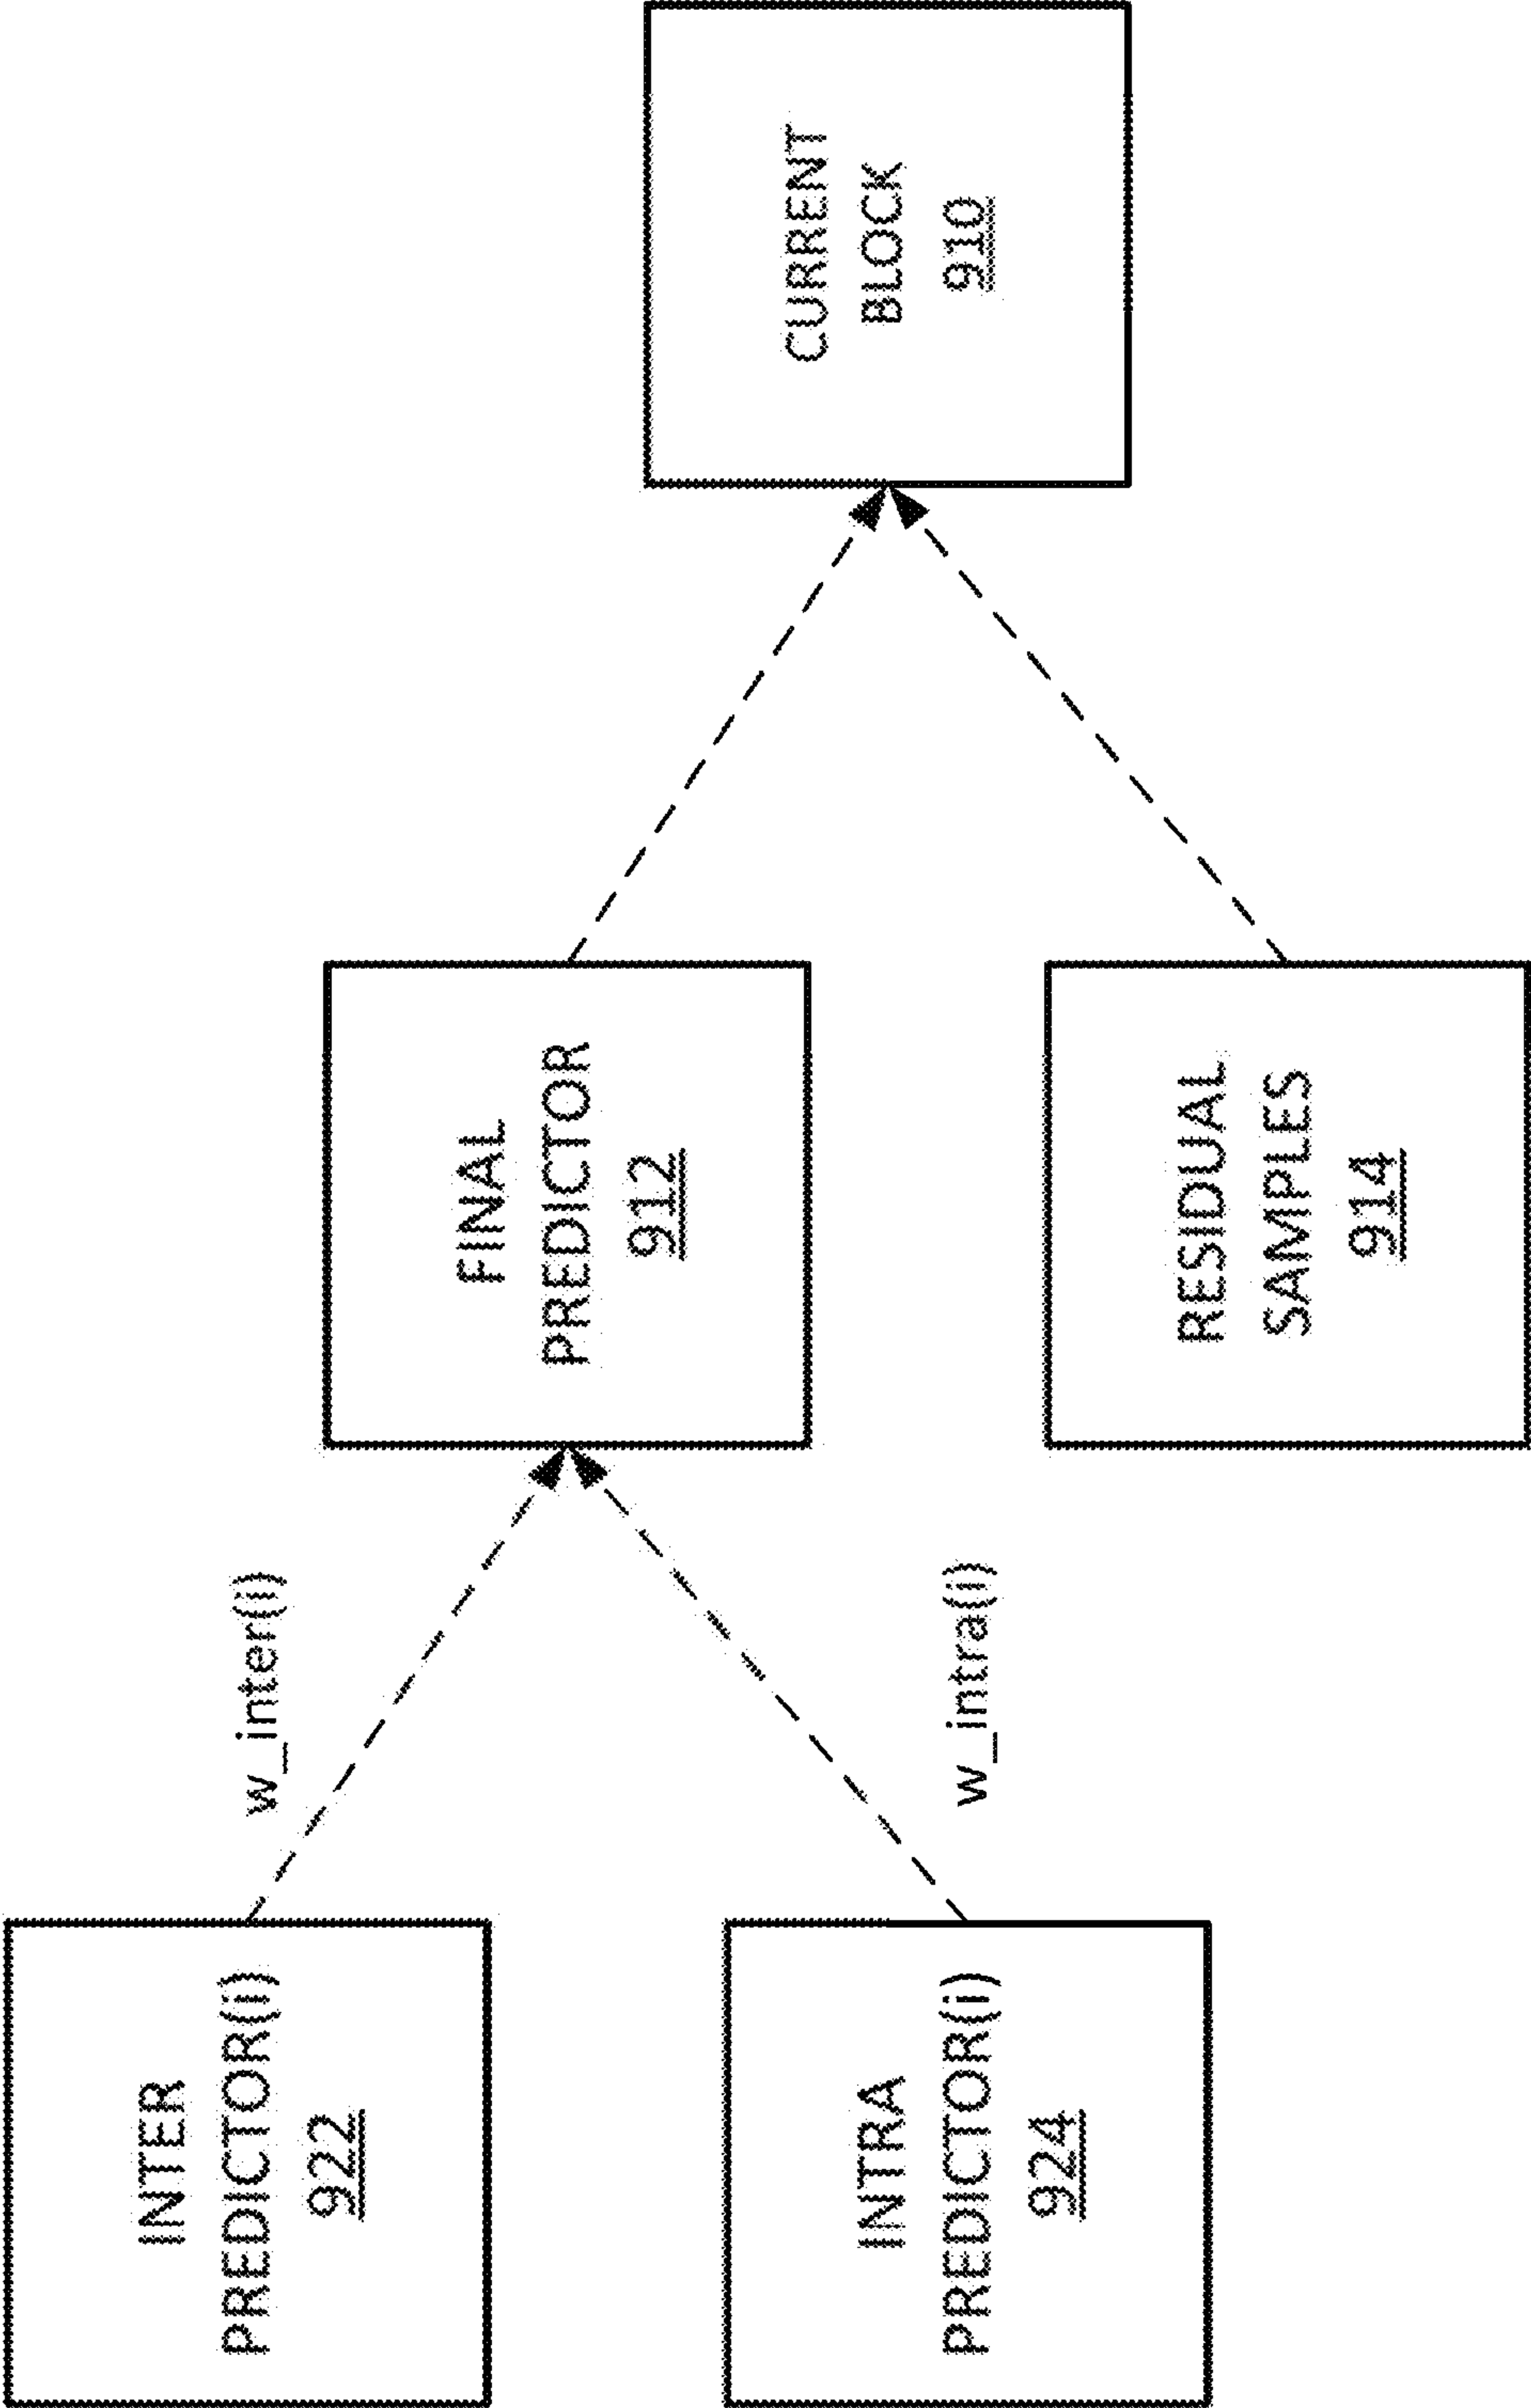 INTER
PREDICTOR(i)
922
w_inter(i)
FINAL
PREDICTOR
912
CURRENT
BLOCK
910
INTRA
PREDICTOR(i)
924
w_intra(i)
RESIDUAL
SAMPLES
914